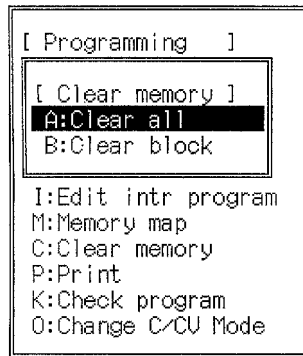 [ Programming ]
[ Clear memory ]
A:Clear all
B:Clear block
I:Edit intr program
M:Memory map
C:Clear memory
P:Print
K:Check program
O:Change C/CV Mode